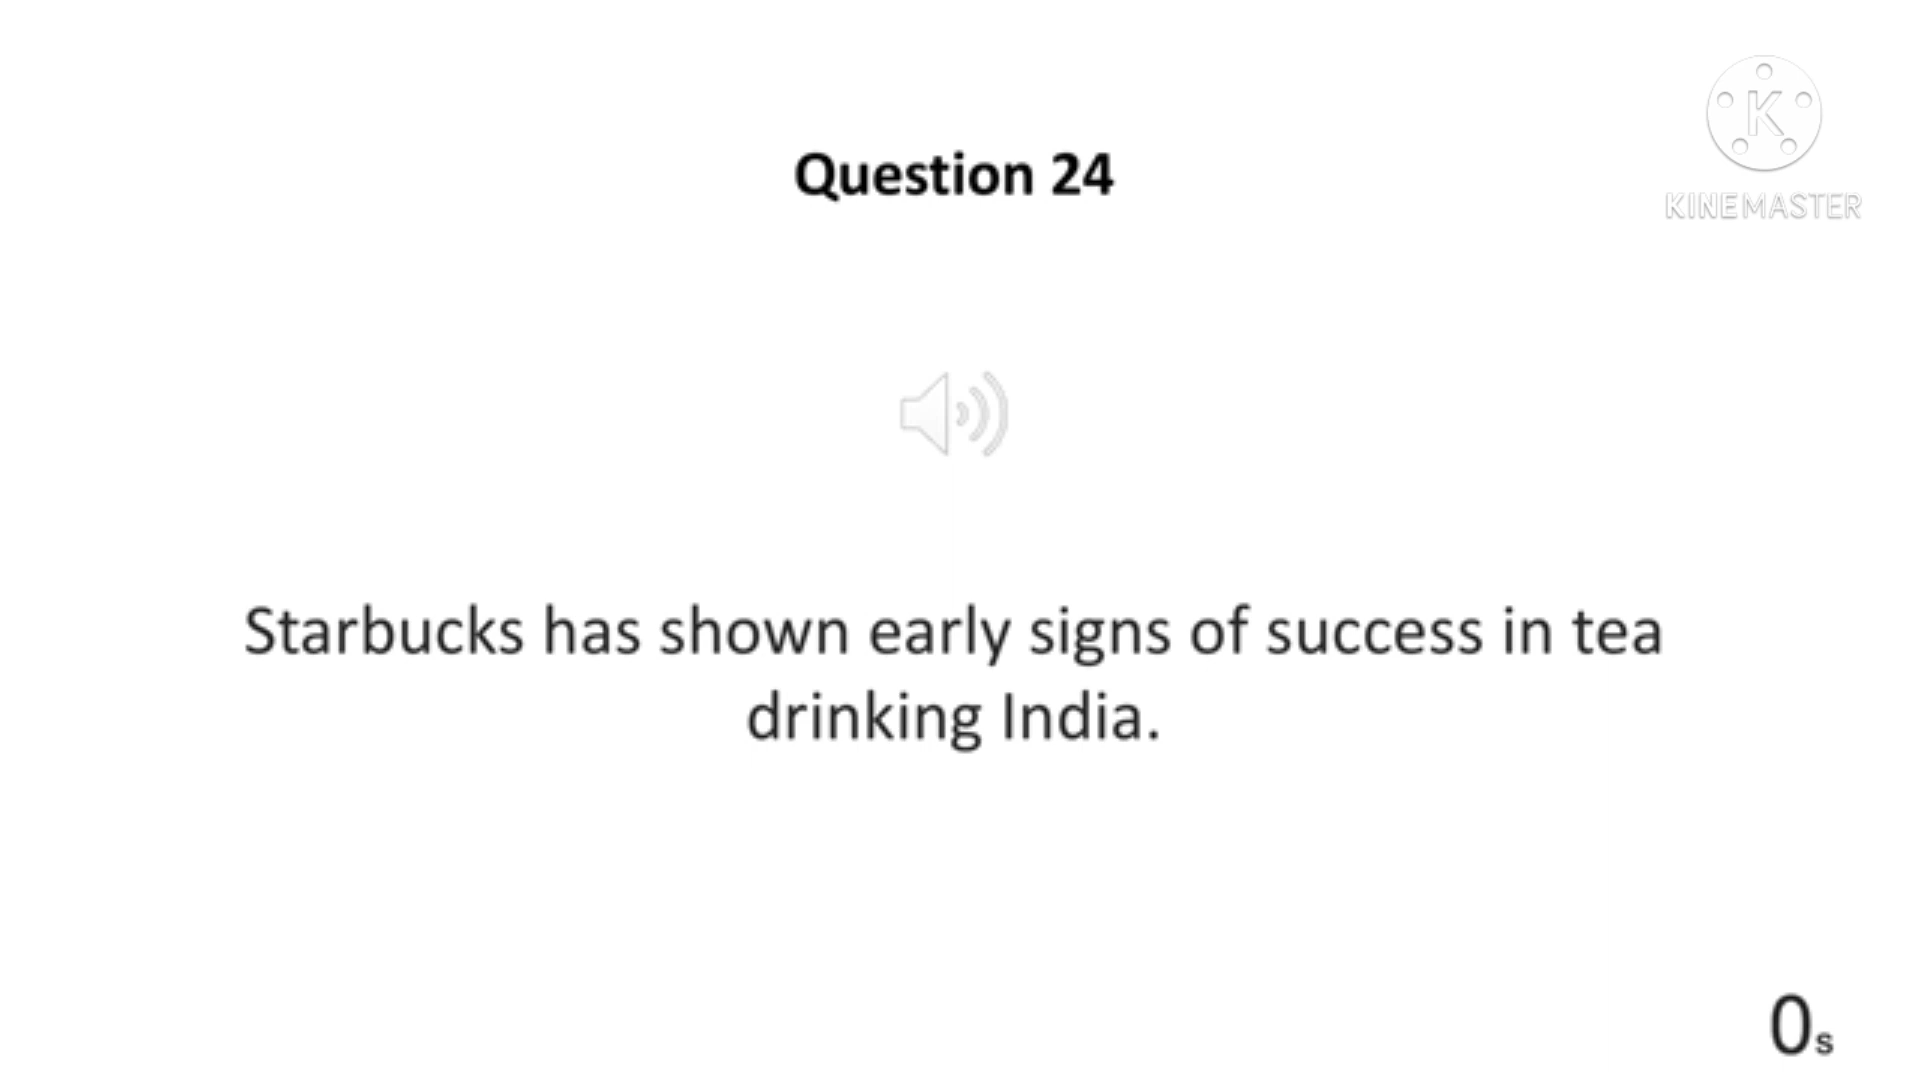 Question 24
K
KINEMASTER
Starbucks has shown early signs of success in tea
drinking India.
0s